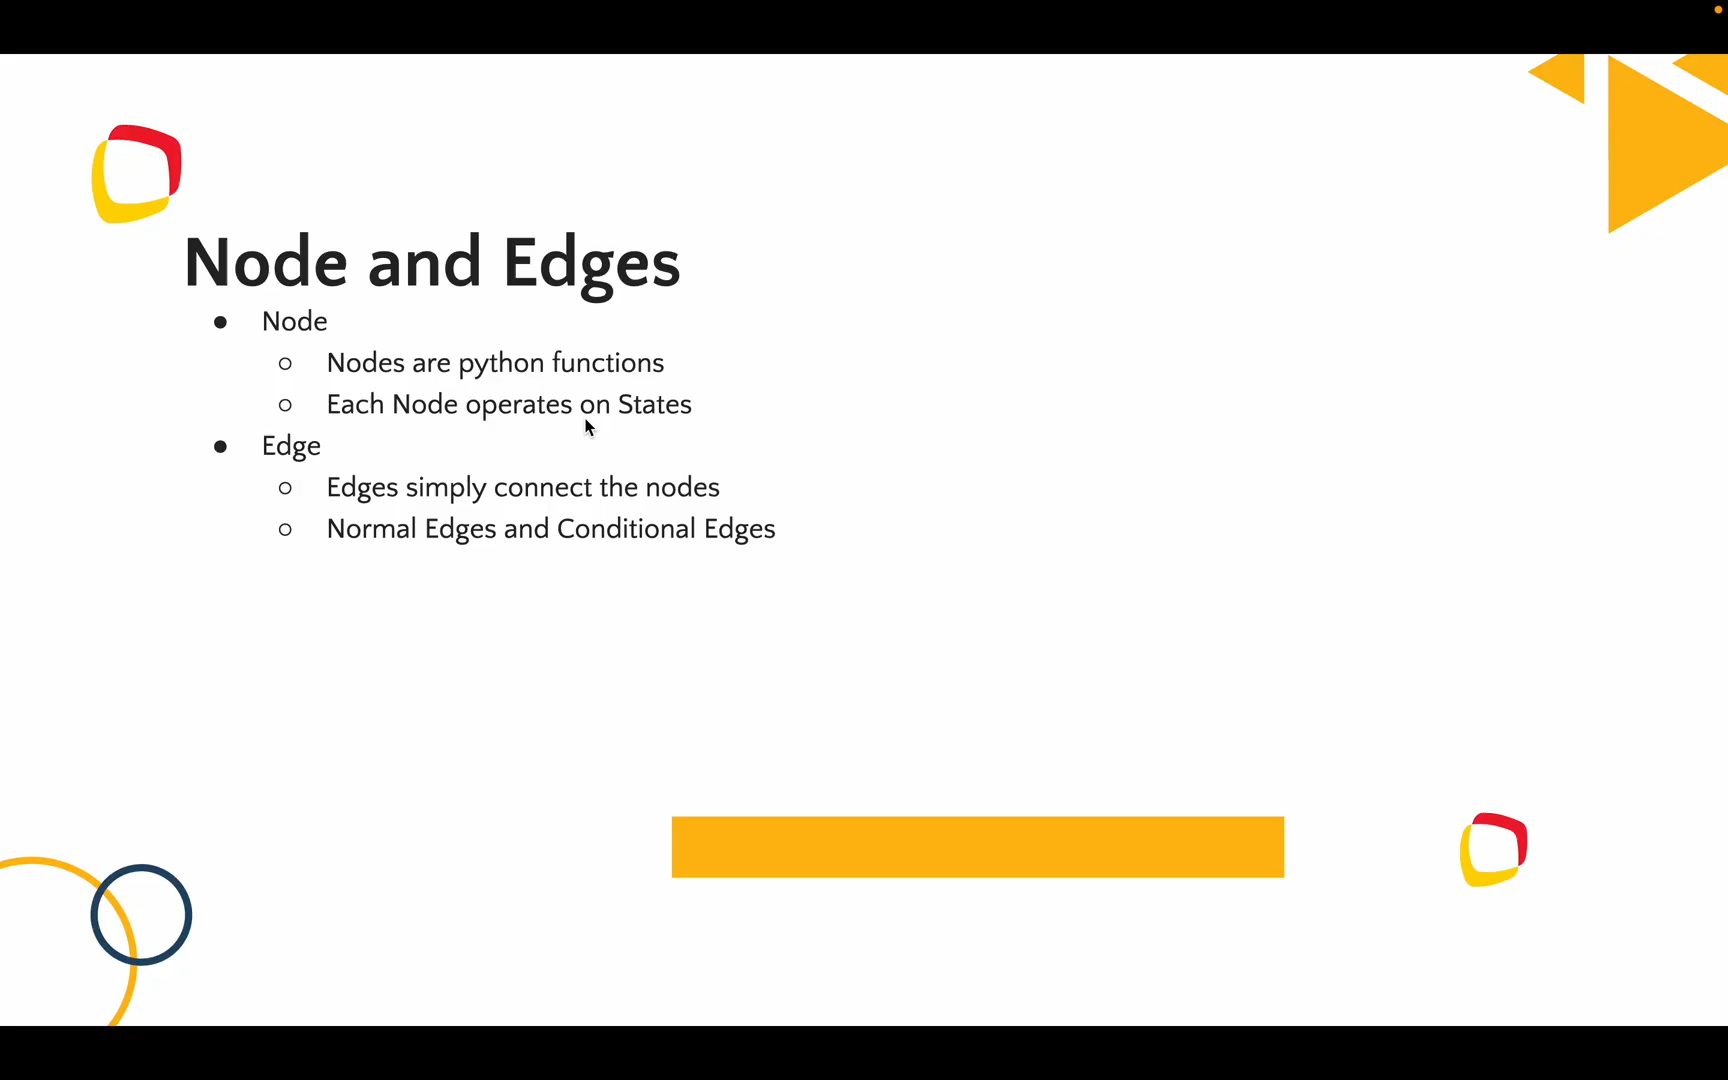 Node and Edges
● Node
○ Nodes are python functions
○ Each Node operates on States
● Edge
○ Edges simply connect the nodes
○ Normal Edges and Conditional Edges